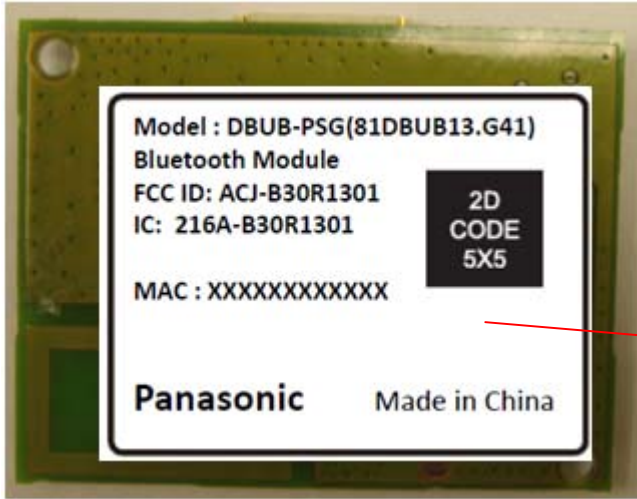 Model : DBUB-PSG(81DBUB13.G41)
Bluetooth Module
FCC ID: ACJ-B30R1301
IC: 216A-B30R1301
2D
CODE
5X5
MAC : XXXXXXXXXXXX
Panasonic Made in China